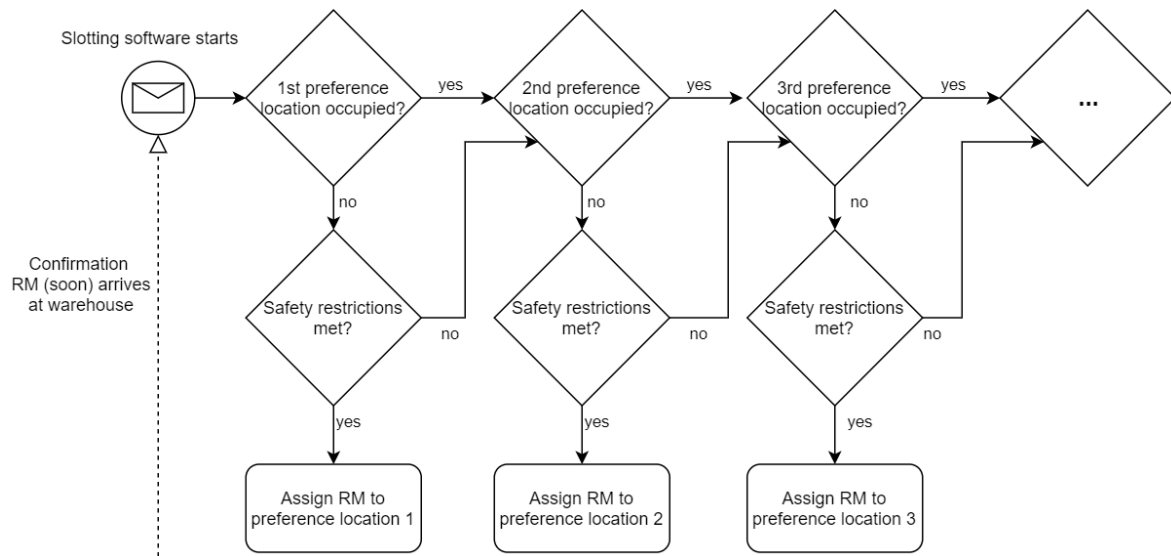 Slotting software starts
1st preference
location occupied?
yes
2nd preference
location occupied?
yes
3rd preference
location occupied?
yes
...
no
no
no
Confirmation
RM (soon) arrives
at warehouse
Safety restrictions
met?
no
Safety restrictions
met?
no
Safety restrictions
met?
no
yes
yes
yes
Assign RM to
preference location 1
Assign RM to
preference location 2
Assign RM to
preference location 3